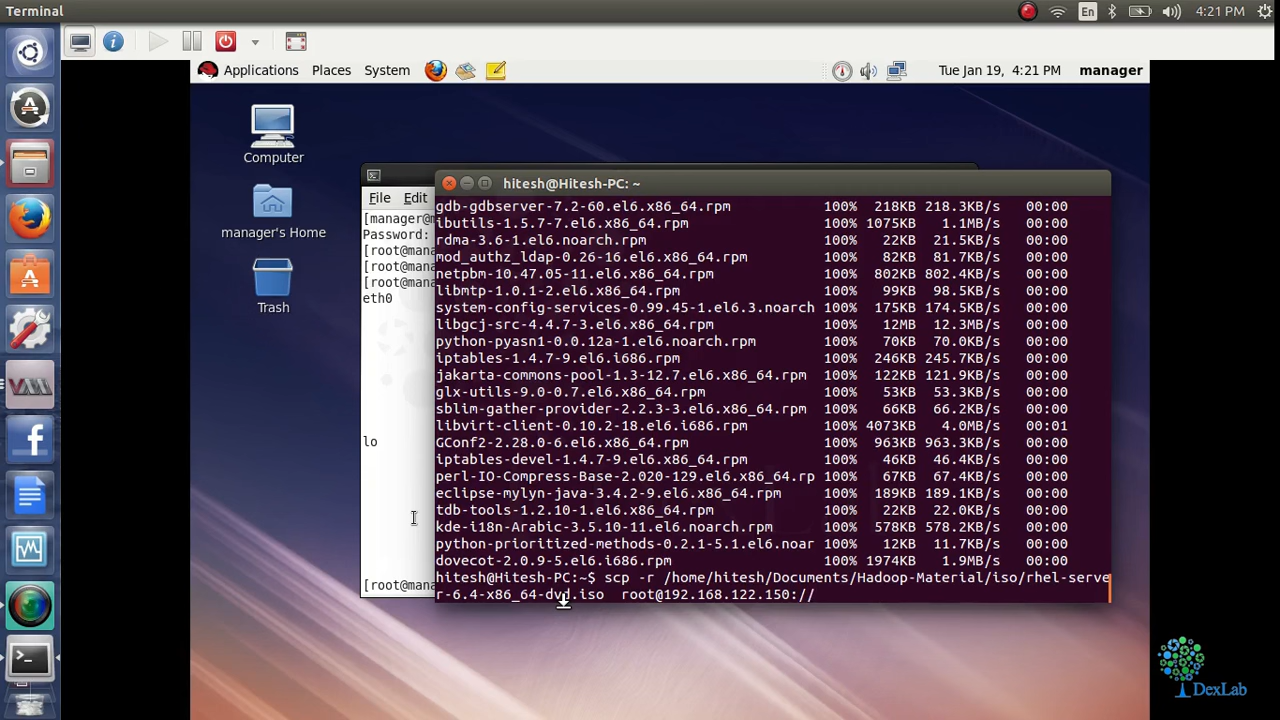 Terminal
En
4:21 PM
Applications Places System
Tue Jan 19, 4:21 PM manager
Computer
manager's Home
Trash
File Edit
[manager@m
Password:
[root@mana
[root@mana
[root@mana
eth0
lo
[root@mana
hitesh@Hitesh-PC: ~
gdb-gdbserver-7.2-60.el6.x86_64.rpm 100% 218KB 218.3KB/s 00:00
ibutils-1.5.7-7.el6.x86_64.rpm 100% 1075KB 1.1MB/s 00:00
rdma-3.6-1.el6.noarch.rpm 100% 22KB 21.5KB/s 00:00
mod_authz_ldap-0.26-16.el6.x86_64.rpm 100% 82KB 81.7KB/s 00:00
netpbm-10.47.05-11.el6.x86_64.rpm 100% 802KB 802.4KB/s 00:00
libmtp-1.0.1-2.el6.x86_64.rpm 100% 99KB 98.5KB/s 00:00
system-config-services-0.99.45-1.el6.3.noarch 100% 175KB 174.5KB/s 00:00
libgcj-src-4.4.7-3.el6.x86_64.rpm 100% 12MB 12.3MB/s 00:00
python-pyasn1-0.0.12a-1.el6.noarch.rpm 100% 70KB 70.0KB/s 00:00
iptables-1.4.7-9.el6.i686.rpm 100% 246KB 245.7KB/s 00:00
jakarta-commons-pool-1.3-12.7.el6.x86_64.rpm 100% 122KB 121.9KB/s 00:00
glx-utils-9.0-0.7.el6.x86_64.rpm 100% 53KB 53.3KB/s 00:00
sblim-gather-provider-2.2.3-3.el6.x86_64.rpm 100% 66KB 66.2KB/s 00:00
libvirt-client-0.10.2-18.el6.i686.rpm 100% 4073KB 4.0MB/s 00:01
GConf2-2.28.0-6.el6.x86_64.rpm 100% 963KB 963.3KB/s 00:00
iptables-devel-1.4.7-9.el6.x86_64.rpm 100% 46KB 46.4KB/s 00:00
perl-IO-Compress-Base-2.020-129.el6.x86_64.rp 100% 67KB 67.4KB/s 00:00
eclipse-mylyn-java-3.4.2-9.el6.x86_64.rpm 100% 189KB 189.1KB/s 00:00
tdb-tools-1.2.10-1.el6.x86_64.rpm 100% 22KB 22.0KB/s 00:00
kde-i18n-Arabic-3.5.10-11.el6.noarch.rpm 100% 578KB 578.2KB/s 00:00
python-prioritized-methods-0.2.1-5.1.el6.noar 100% 12KB 11.7KB/s 00:00
dovecot-2.0.9-5.el6.i686.rpm 100% 1974KB 1.9MB/s 00:00
hitesh@Hitesh-PC:~$ scp -r /home/hitesh/Documents/Hadoop-Material/iso/rhel-serve
r-6.4-x86_64-dvd.iso root@192.168.122.150://
DexLab